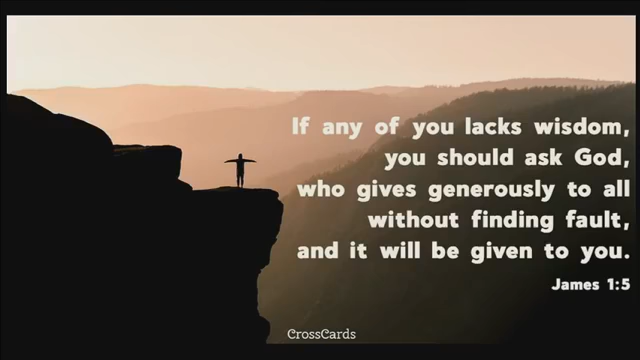 If any of you lacks wisdom,
you should ask God,
who gives generously to all
without finding fault,
and it will be given to you.
James 1:5
CrossCards